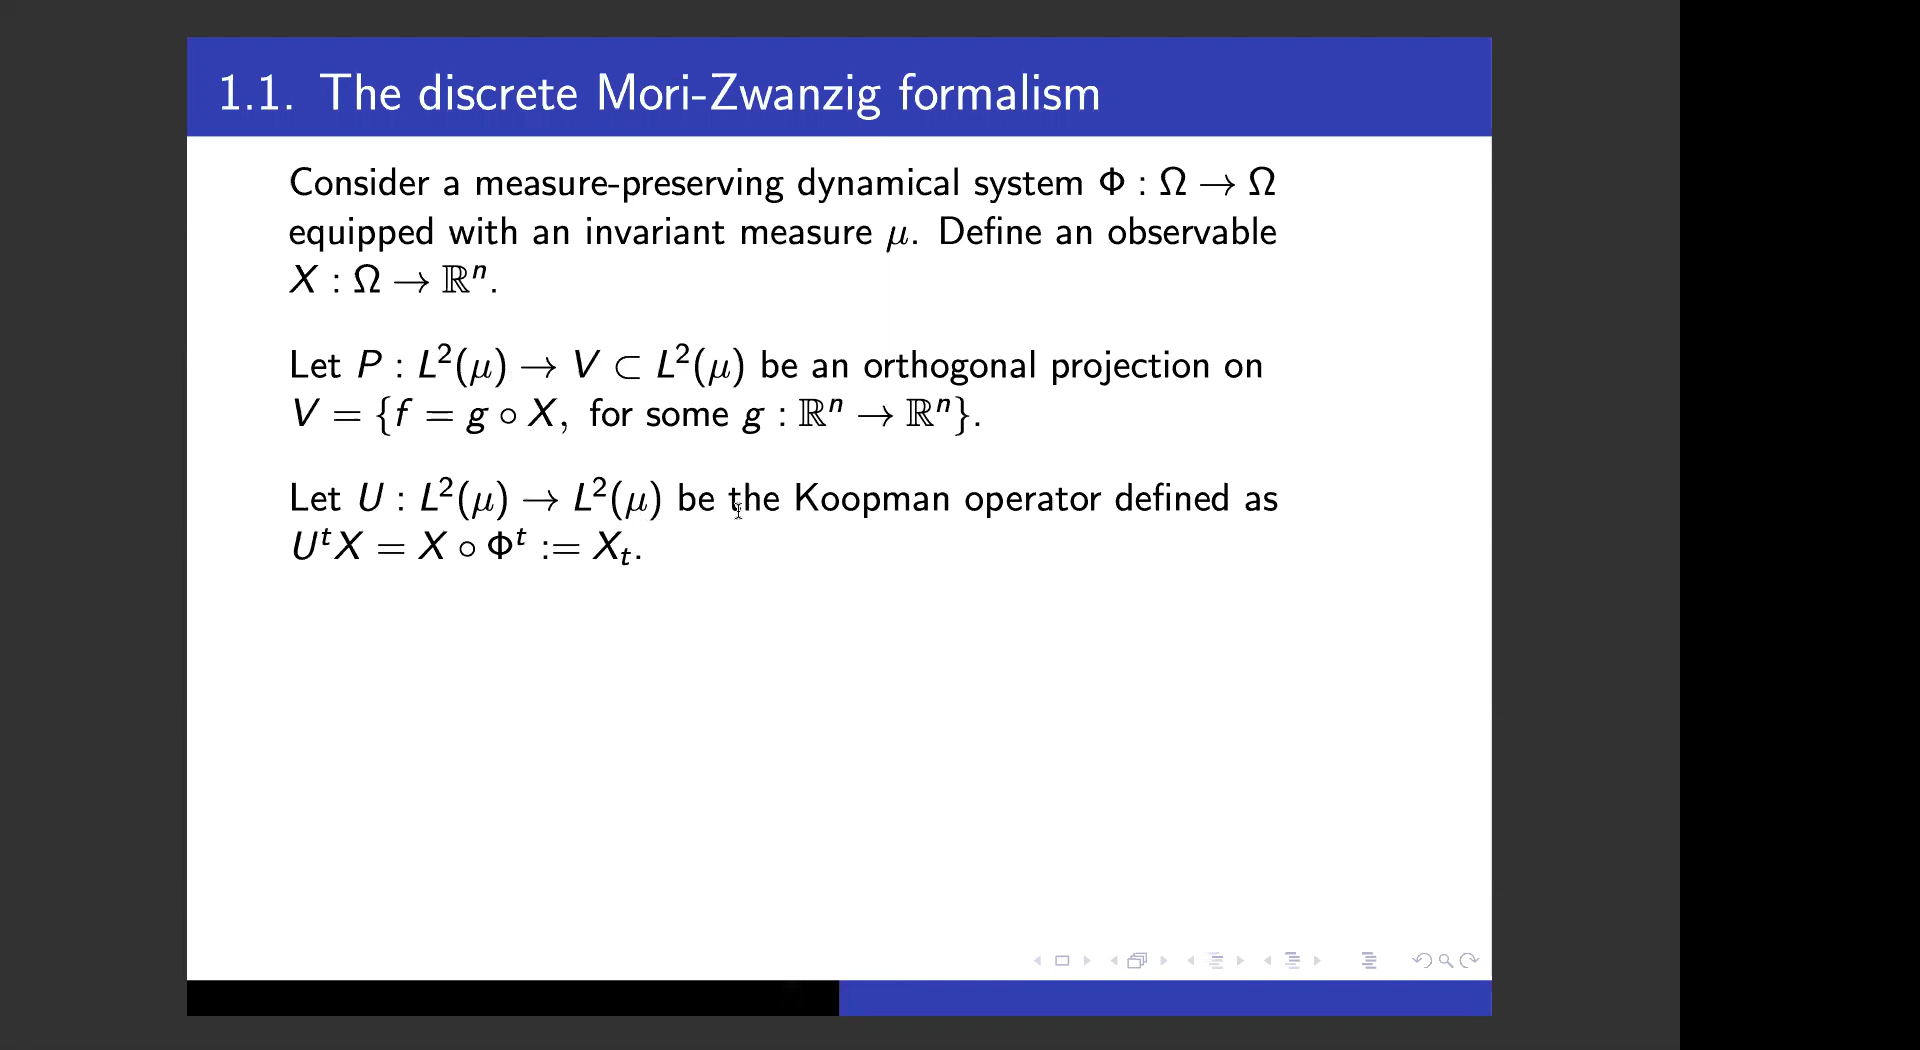 1.1. The discrete Mori-Zwanzig formalism
Consider a measure-preserving dynamical system Φ : Ω → Ω
equipped with an invariant measure μ. Define an observable
X : Ω → ℝⁿ.
Let P : L²(μ) → V ⊂ L²(μ) be an orthogonal projection on
V = {f = g ∘ X, for some g : ℝⁿ → ℝⁿ}.
Let U : L²(μ) → L²(μ) be the Koopman operator defined as
UᵗX = X ∘ Φᵗ := Xₜ.